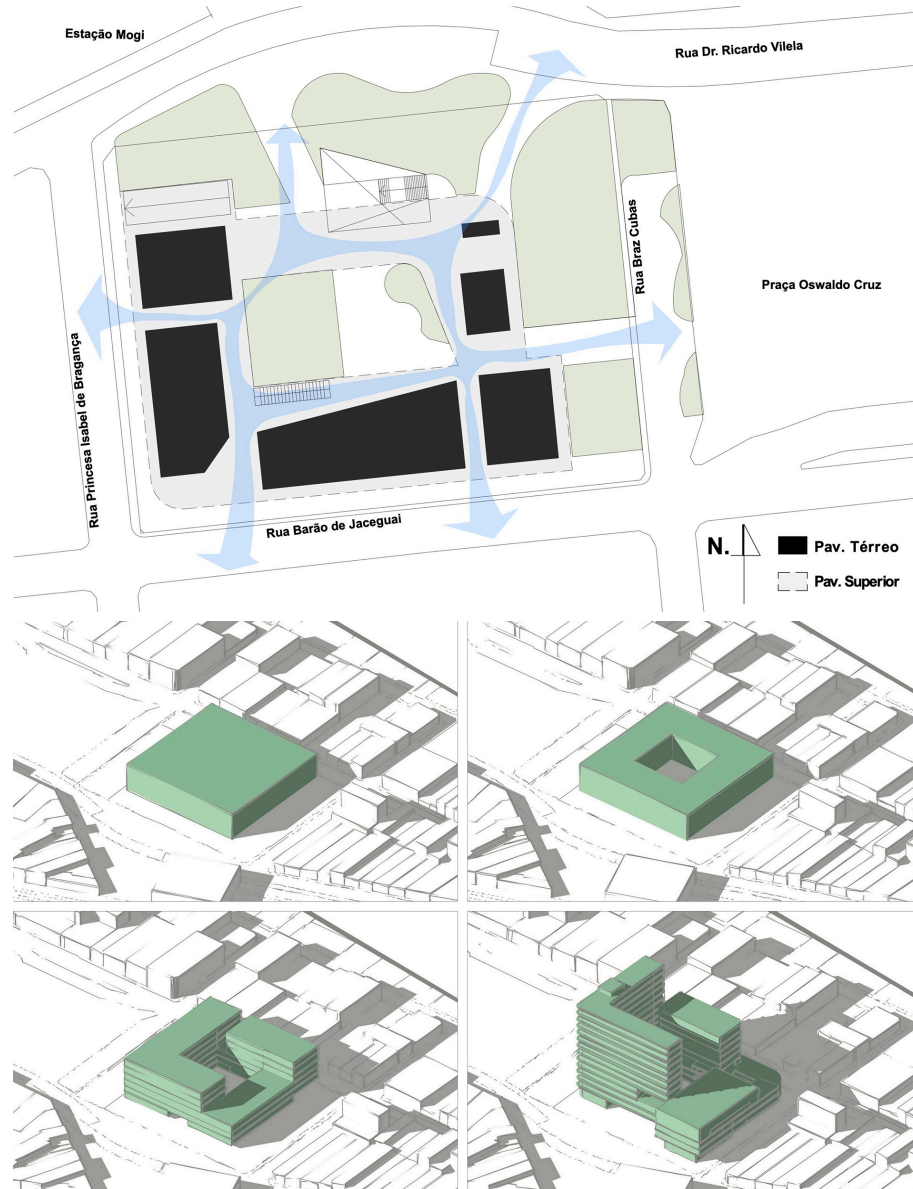 Estação Mogi
Rua Dr. Ricardo Vilela
Rua Braz Cubas
Praça Oswaldo Cruz
Rua Princesa Isabel de Bragança
Rua Barão de Jaceguai
N.
Pav. Térreo
Pav. Superior